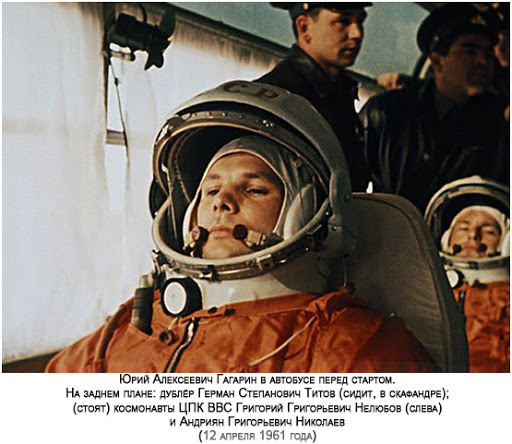 СР
Юрий Алексеевич Гагарин в автобусе перед стартом.
На заднем плане: дублёр Герман Степанович Титов (сидит, в скафандре);
(стоят) космонавты ЦПК ВВС Григорий Григорьевич Нелюбов (слева)
и Андриян Григорьевич Николаев
(12 апреля 1961 года)